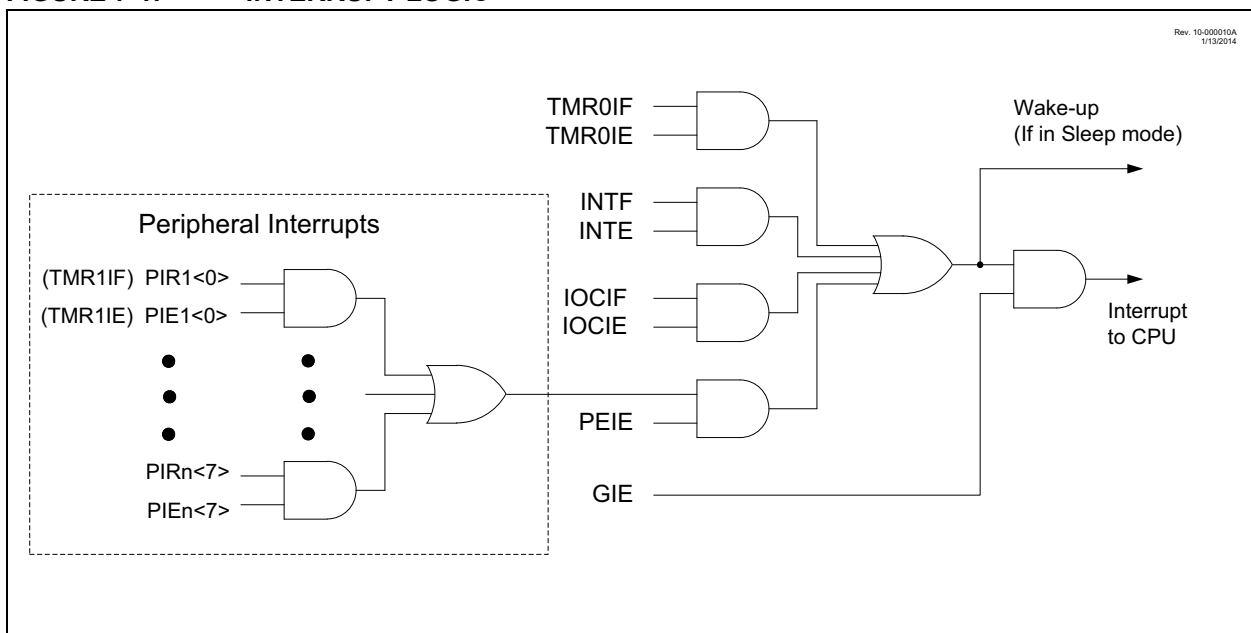 Rev. 10-000010A
1/13/2014
TMR0IF
TMR0IE
Wake-up
(If in Sleep mode)
INTF
INTE
Peripheral Interrupts
(TMR1IF) PIR1<0>
(TMR1IE) PIE1<0>
IOCIF
IOCIE
Interrupt
to CPU
PEIE
PIRn<7>
PIEn<7>
GIE